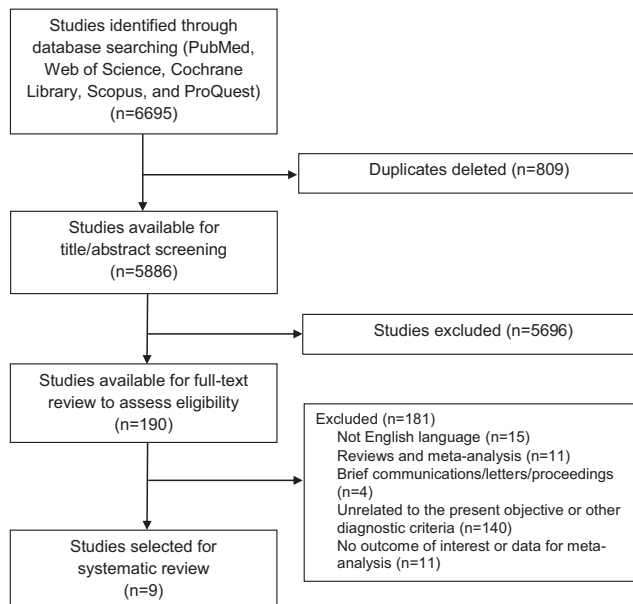 Studies identified through
database searching (PubMed,
Web of Science, Cochrane
Library, Scopus, and ProQuest)
(n=6695)
Duplicates deleted (n=809)
Studies available for
title/abstract screening
(n=5886)
Studies excluded (n=5696)
Studies available for full-text
review to assess eligibility
(n=190)
Excluded (n=181)
Not English language (n=15)
Reviews and meta-analysis (n=11)
Brief communications/letters/proceedings
(n=4)
Unrelated to the present objective or other
diagnostic criteria (n=140)
No outcome of interest or data for meta-
analysis (n=11)
Studies selected for
systematic review
(n=9)